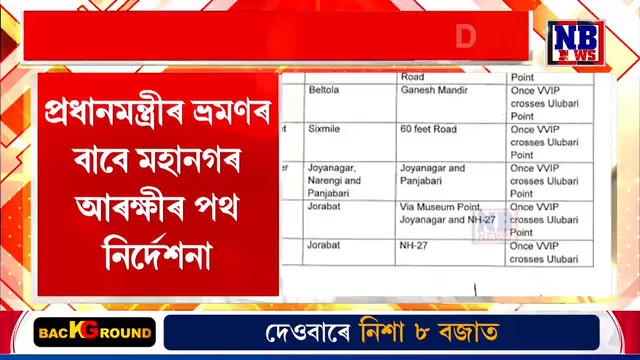 D
NB
NEWS
প্ৰধানমন্ত্ৰীৰ ভ্ৰমণৰ
বাবে মহানগৰ
আৰক্ষীৰ পথ
নিৰ্দেশনা
Road Point
Beltola Ganesh Mandir Once VVIP
crosses Ulubari
Point
Sixmile 60 feet Road Once VVIP
crosses Ulubari
Point
Joyanagar, Joyanagar and Once VVIP
Narengi and Panjabari crosses Ulubari
Panjabari Point
Jorabat Via Museum Point, Once VVIP
Joyanagar and NH-27 crosses Ulubari
Point
Jorabat NH-27 Once VVIP
crosses Ulubari
BACKGROUND
দেওবাৰে নিশা ৮ বজাত